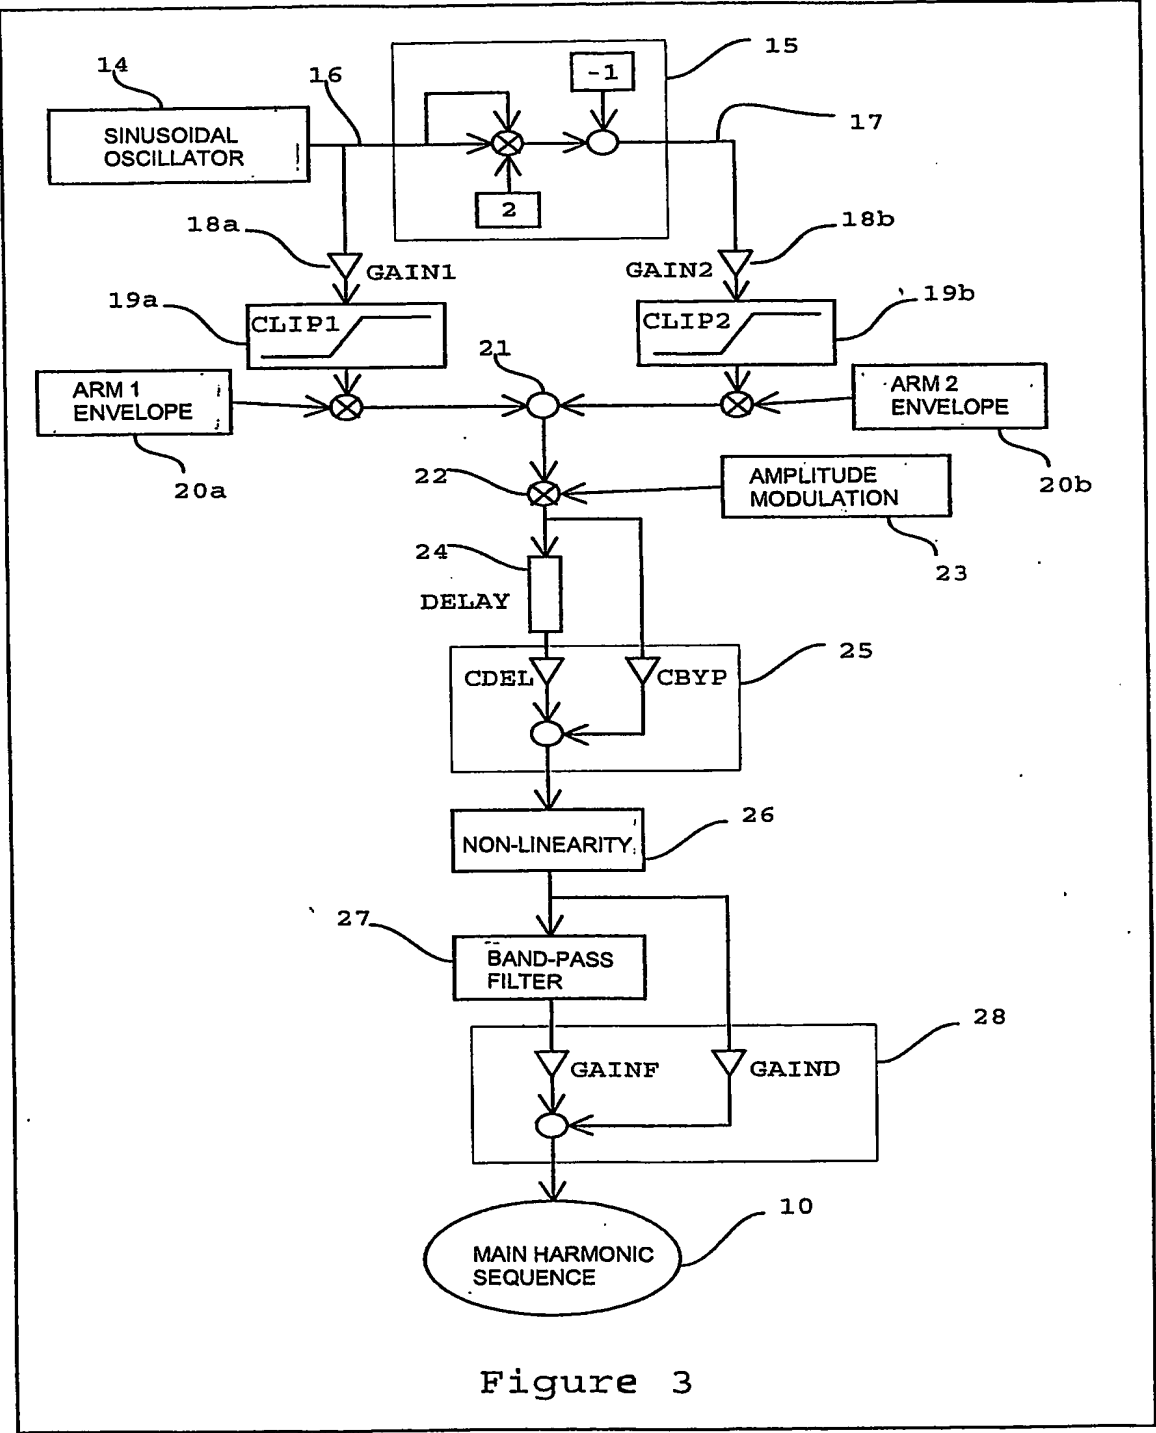 15
14
16
-1
17
SINUSOIDAL
OSCILLATOR
2
18a
18b
GAIN1
GAIN2
19a
19b
CLIP1
CLIP2
21
ARM 1
ENVELOPE
ARM 2
ENVELOPE
20a
22
AMPLITUDE
MODULATION
20b
24
23
DELAY
25
CDEL
CBYP
26
NON-LINEARITY
27
BAND-PASS
FILTER
28
GAINF
GAIND
10
MAIN HARMONIC
SEQUENCE
Figure 3